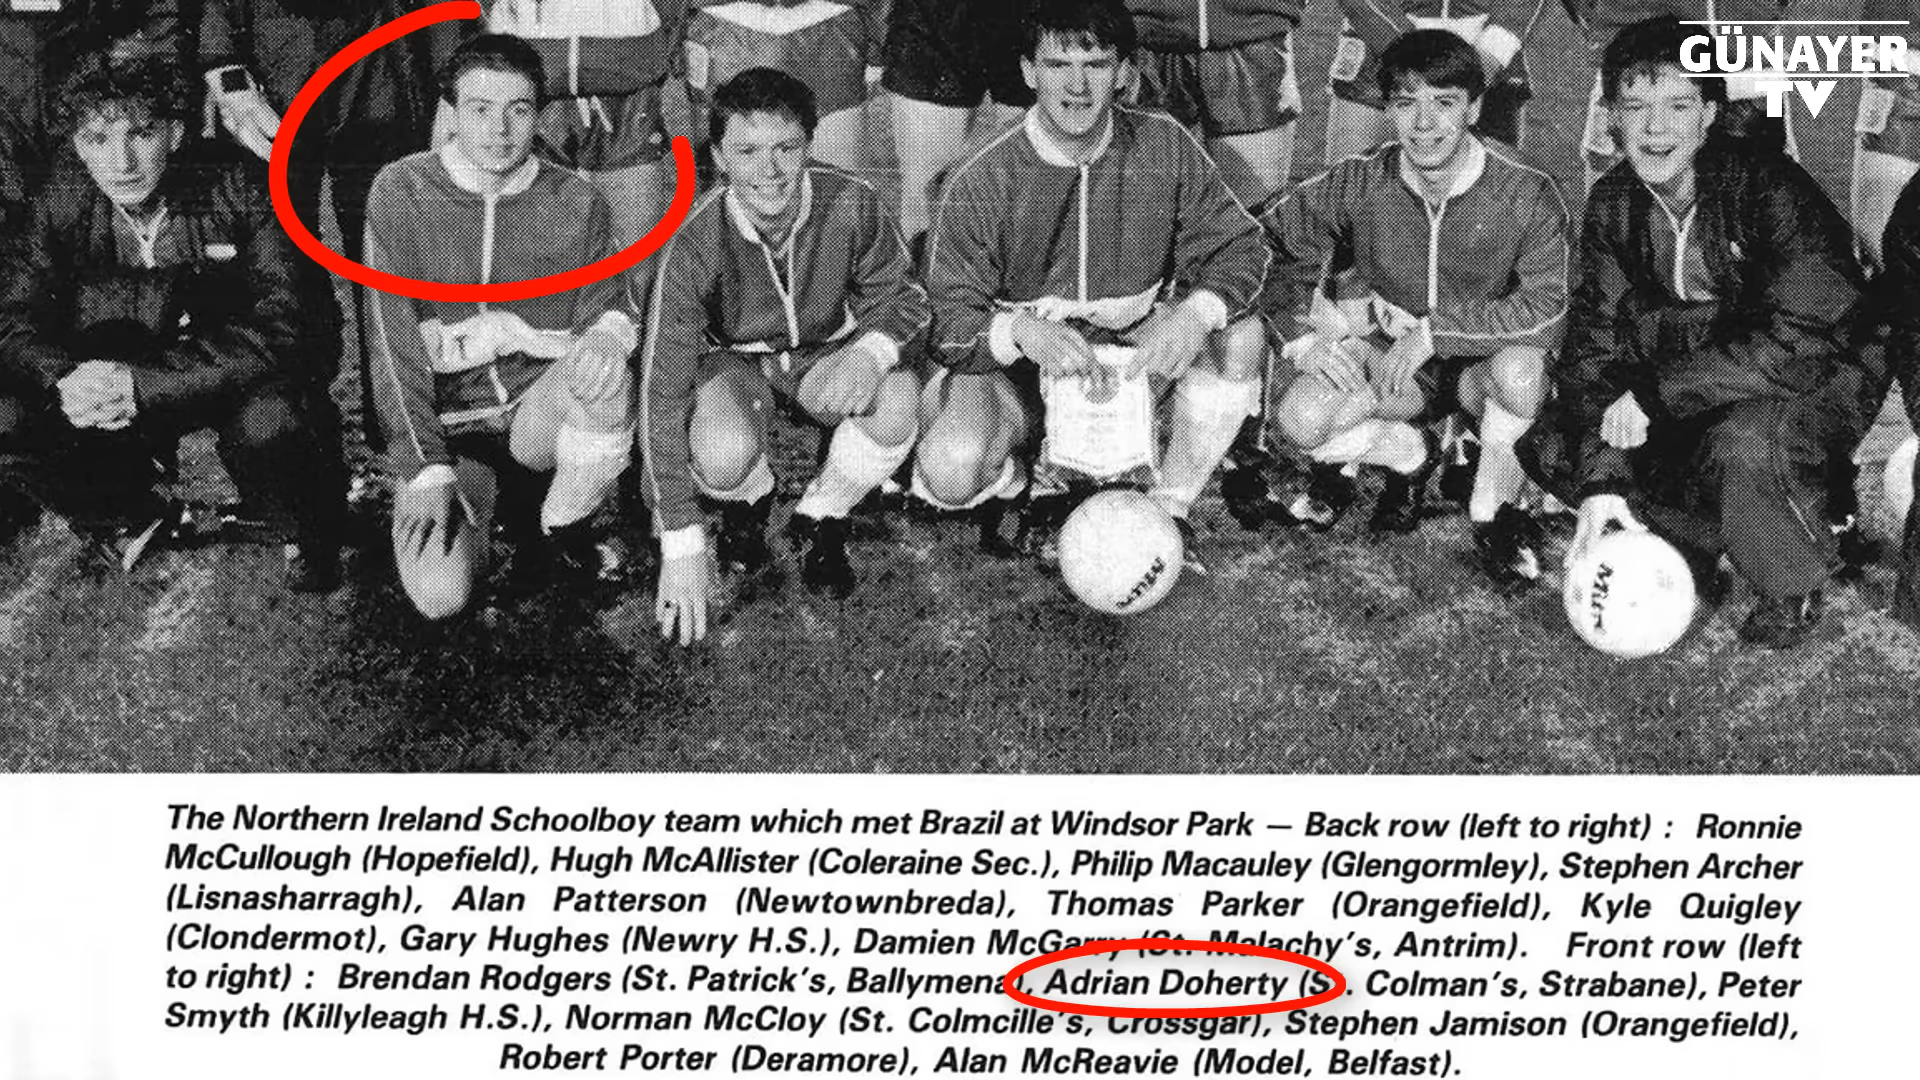 GÜNAYER
TV
Mitre
The Northern Ireland Schoolboy team which met Brazil at Windsor Park — Back row (left to right) : Ronnie
McCullough (Hopefield), Hugh McAllister (Coleraine Sec.), Philip Macauley (Glengormley), Stephen Archer
(Lisnasharragh), Alan Patterson (Newtownbreda), Thomas Parker (Orangefield), Kyle Quigley
(Clondermot), Gary Hughes (Newry H.S.), Damien McGarry (St. Malachy's, Antrim). Front row (left
to right) : Brendan Rodgers (St. Patrick's, Ballymena), Adrian Doherty (St. Colman's, Strabane), Peter
Smyth (Killyleagh H.S.), Norman McCloy (St. Colmcille's, Crossgar), Stephen Jamison (Orangefield),
Robert Porter (Deramore), Alan McReavie (Model, Belfast).